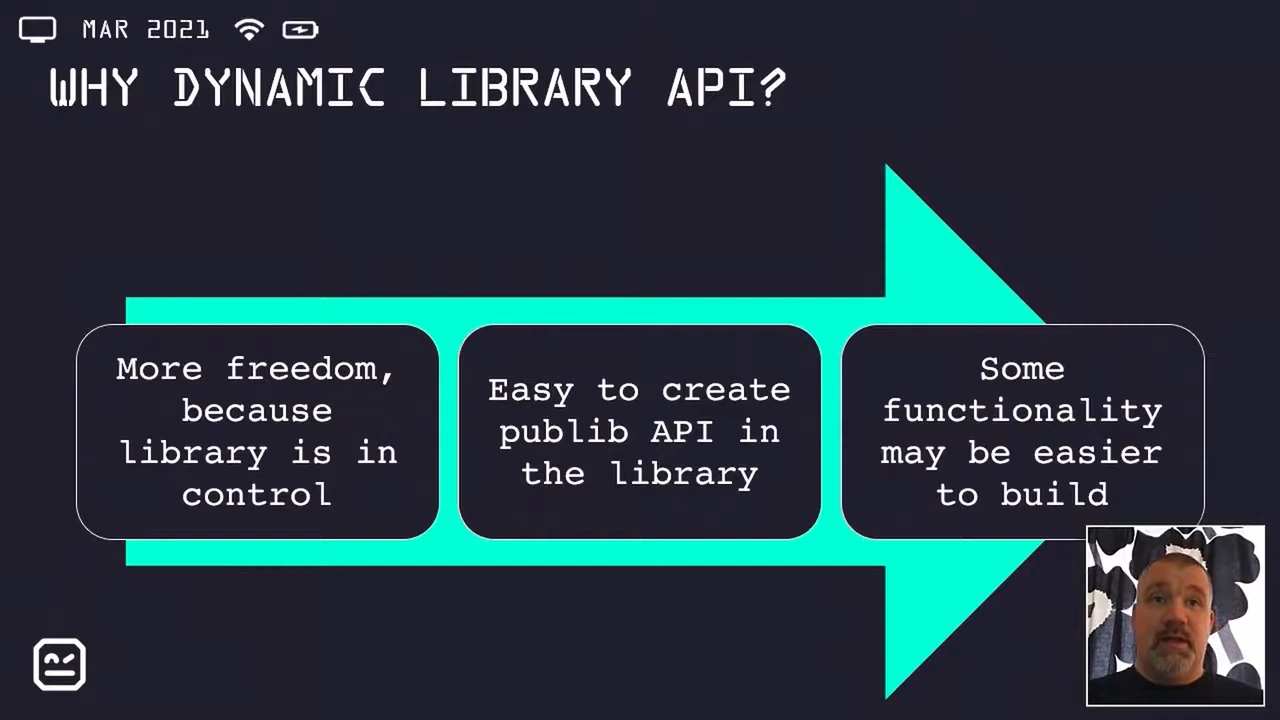 MAR 2021
WHY DYNAMIC LIBRARY API?
More freedom,
because
library is in
control
Easy to create
publib API in
the library
Some
functionality
may be easier
to build